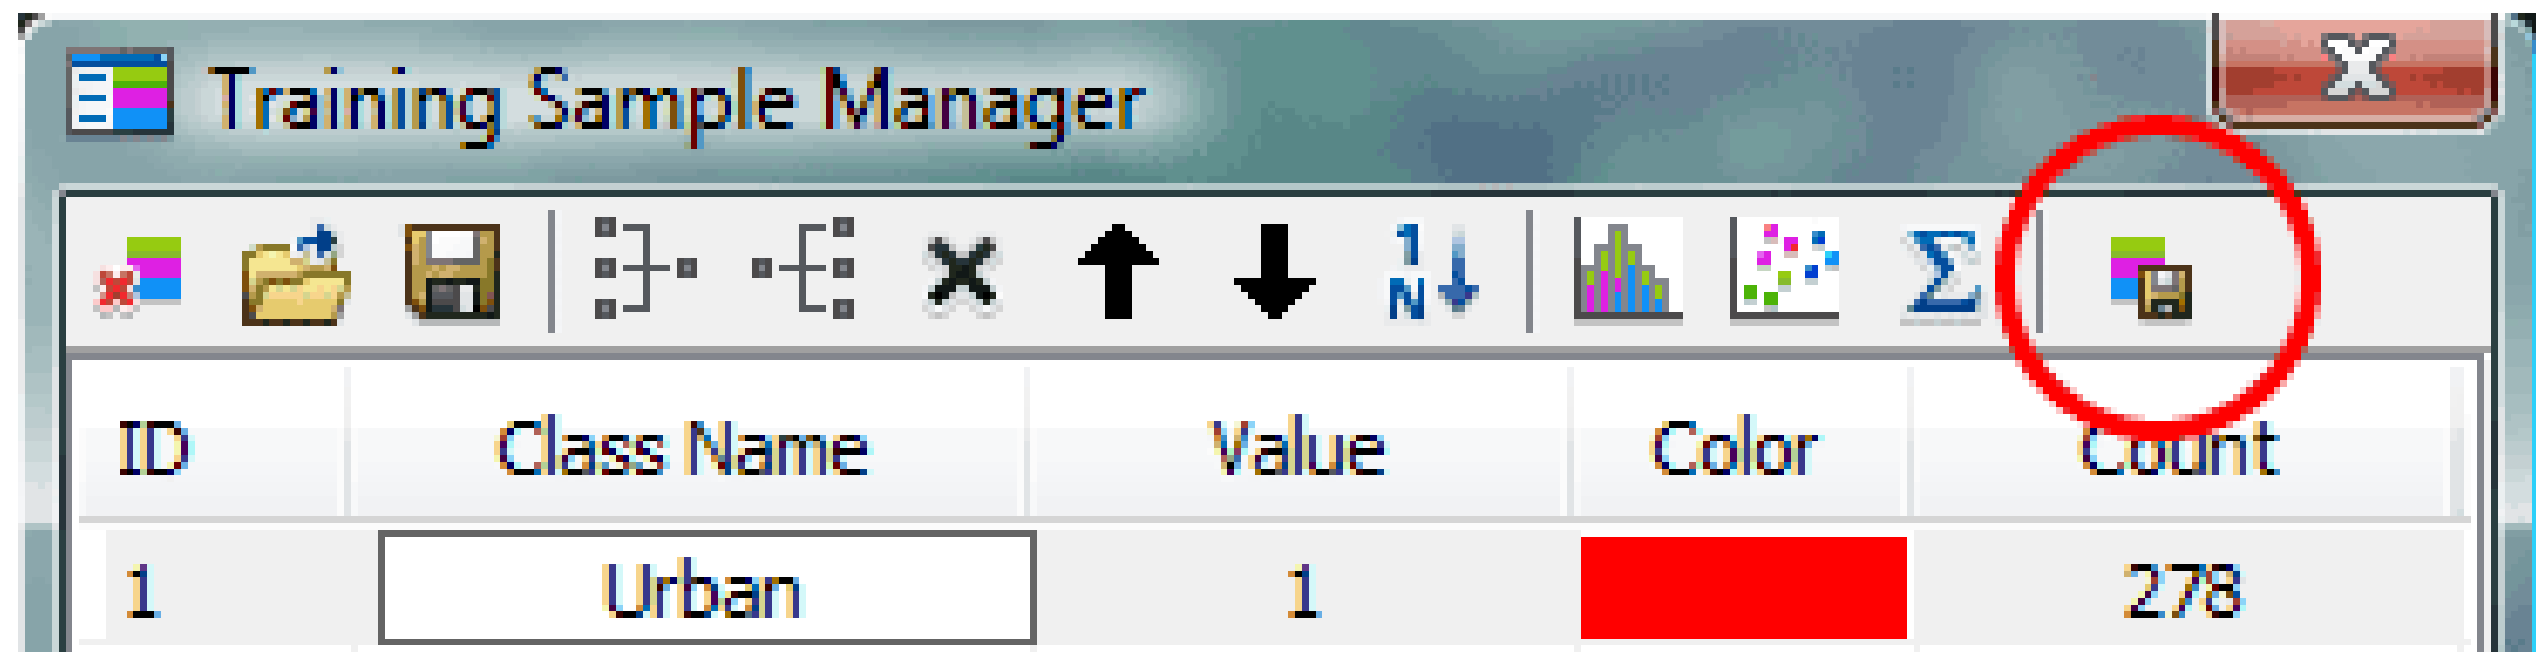 Training Sample Manager
ID Class Name Value Color Count
1 Urban 1 278